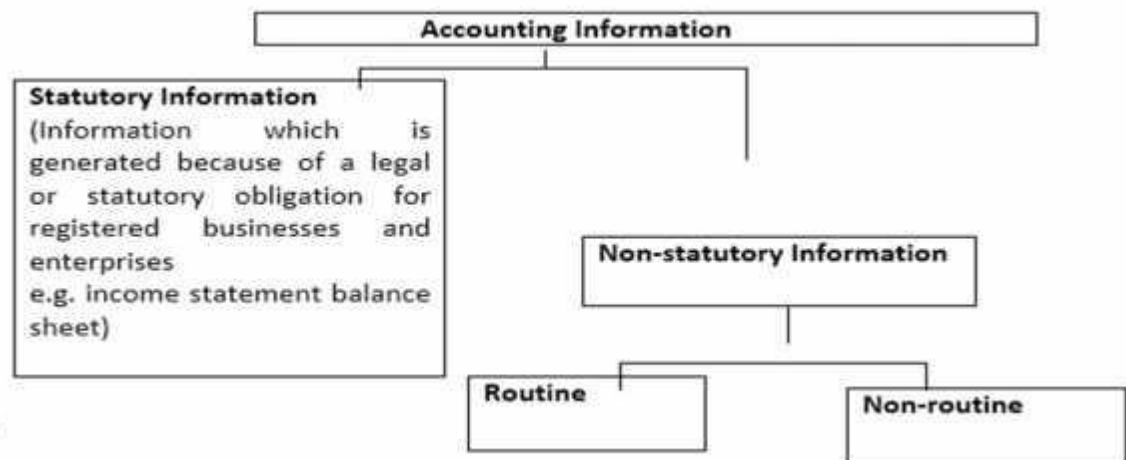 Accounting Information
Statutory Information
(Information which is
generated because of a legal
or statutory obligation for
registered businesses and
enterprises
e.g. income statement balance
sheet)
Non-statutory Information
Routine
Non-routine